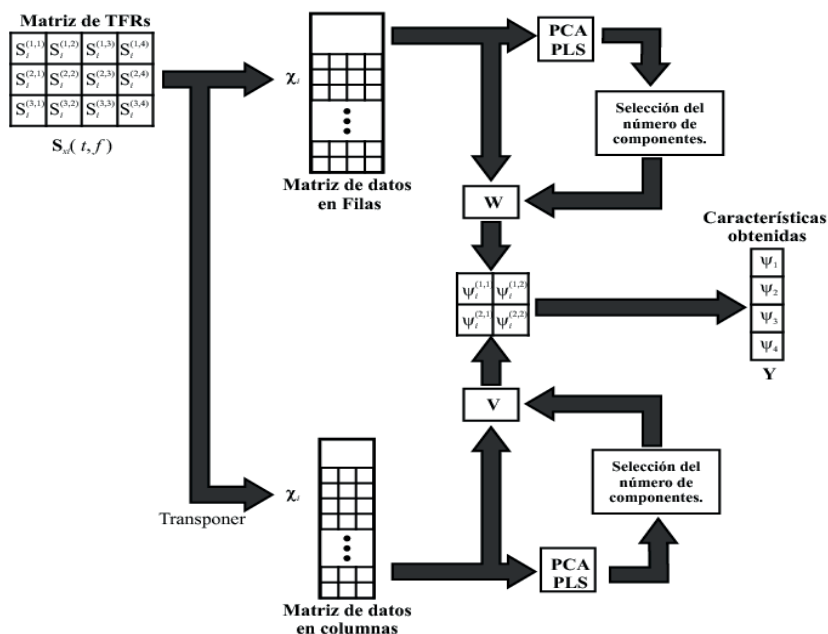 Matriz de TFRs
S_i^(1,1) S_i^(1,2) S_i^(1,3) S_i^(1,4)
S_i^(2,1) S_i^(2,2) S_i^(2,3) S_i^(2,4)
S_i^(3,1) S_i^(3,2) S_i^(3,3) S_i^(3,4)
S_xi( t, f )
χ_i
Matriz de datos
en Filas
PCA
PLS
Selección del
número de
componentes.
W
ψ_i^(1,1) ψ_i^(1,2)
ψ_i^(2,1) ψ_i^(2,2)
Características
obtenidas
ψ_1
ψ_2
ψ_3
ψ_4
Y
V
Selección del
número de
componentes.
PCA
PLS
Transponer
χ_i
Matriz de datos
en columnas